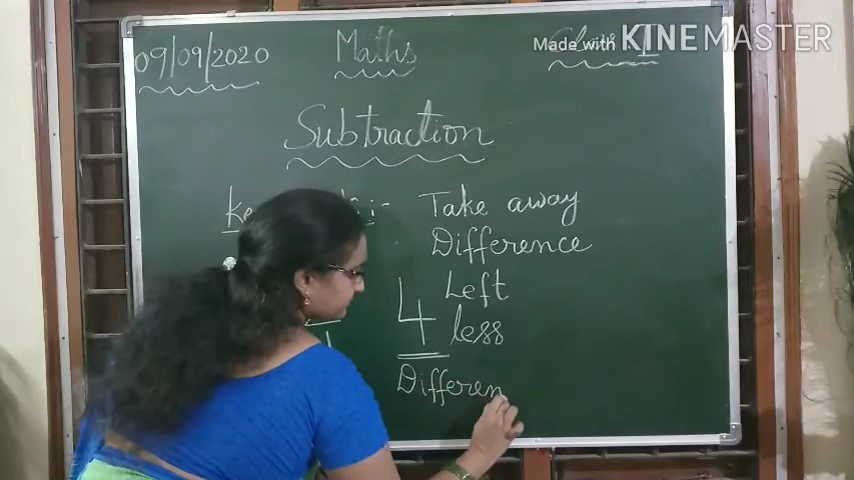 09/09/2020 Maths I
Made with KINEMASTER
Subtraction
Take away
Difference
Left
4 less
Differen